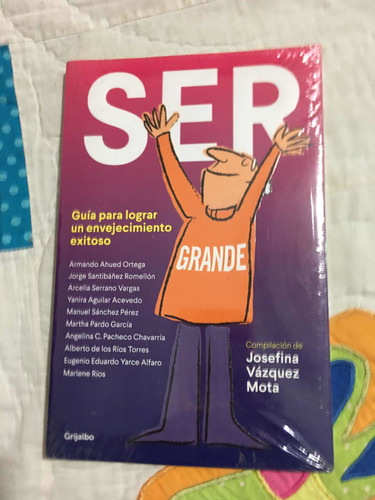 SER
GRANDE
Guía para lograr
un envejecimiento
exitoso
Armando Ahued Ortega
Jorge Santibáñez Romellón
Arcelia Serrano Vargas
Yanira Aguilar Acevedo
Manuel Sánchez Pérez
Martha Pardo García
Angelina C. Pacheco Chavarría
Alberto de los Ríos Torres
Eugenio Eduardo Yarce Alfaro
Marlene Ríos
Compilación de
Josefina
Vázquez
Mota
Grijalbo